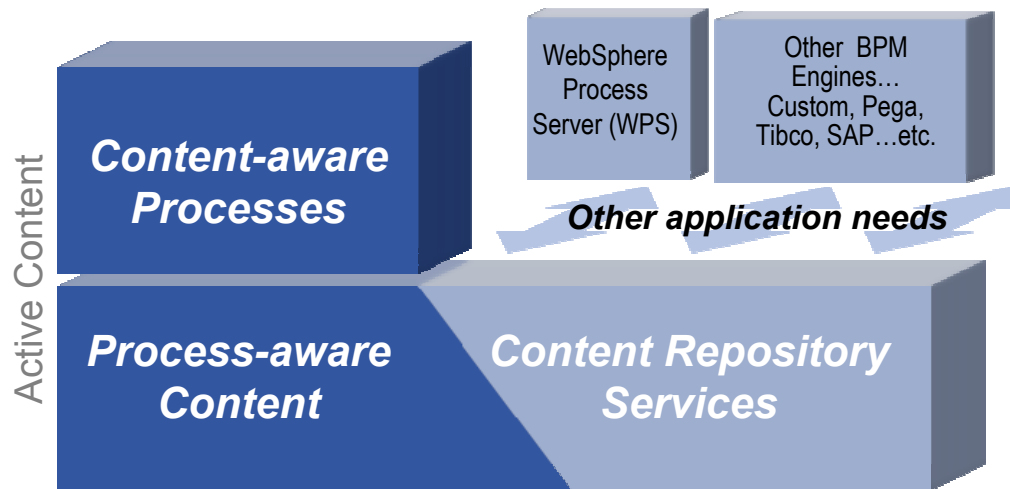 Active Content
Content-aware
Processes
WebSphere
Process
Server (WPS)
Other BPM
Engines…
Custom, Pega,
Tibco, SAP…etc.
Other application needs
Process-aware
Content
Content Repository
Services